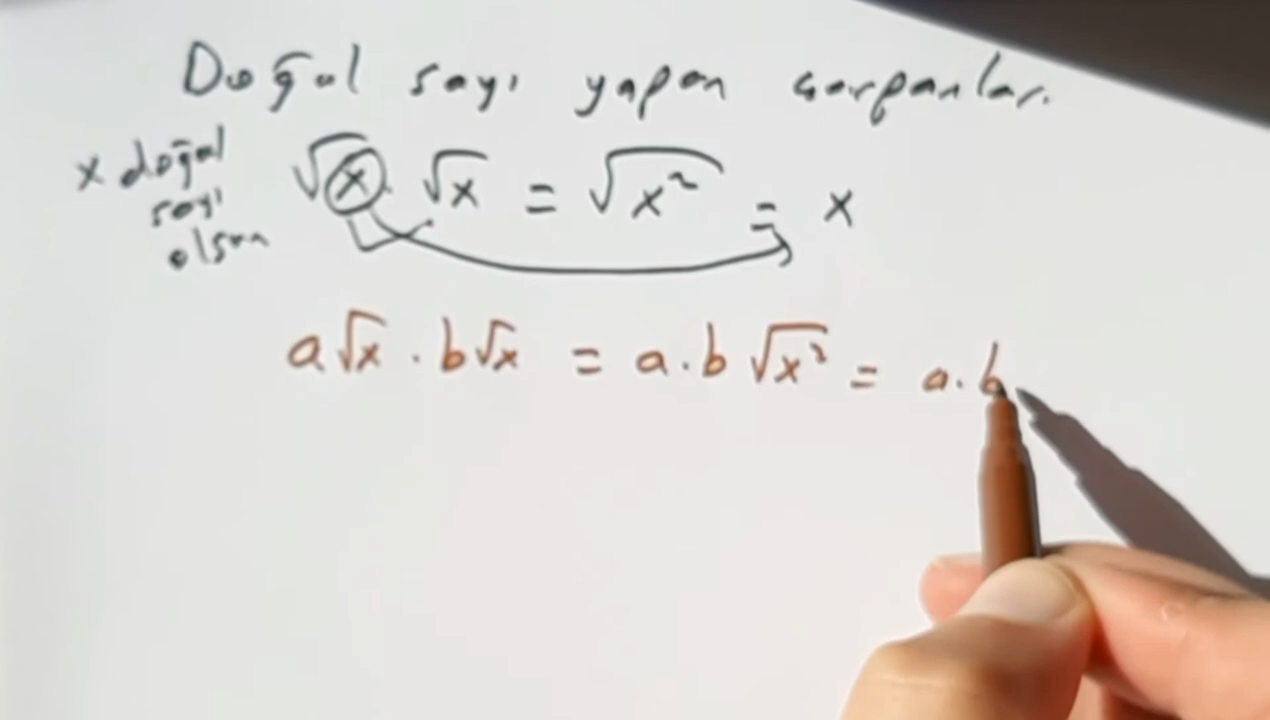 Doğal sayı yapan çarpanlar.
x doğal sayı olsun
√x . √x = √x² = x
a√x . b√x = a.b √x² = a.b